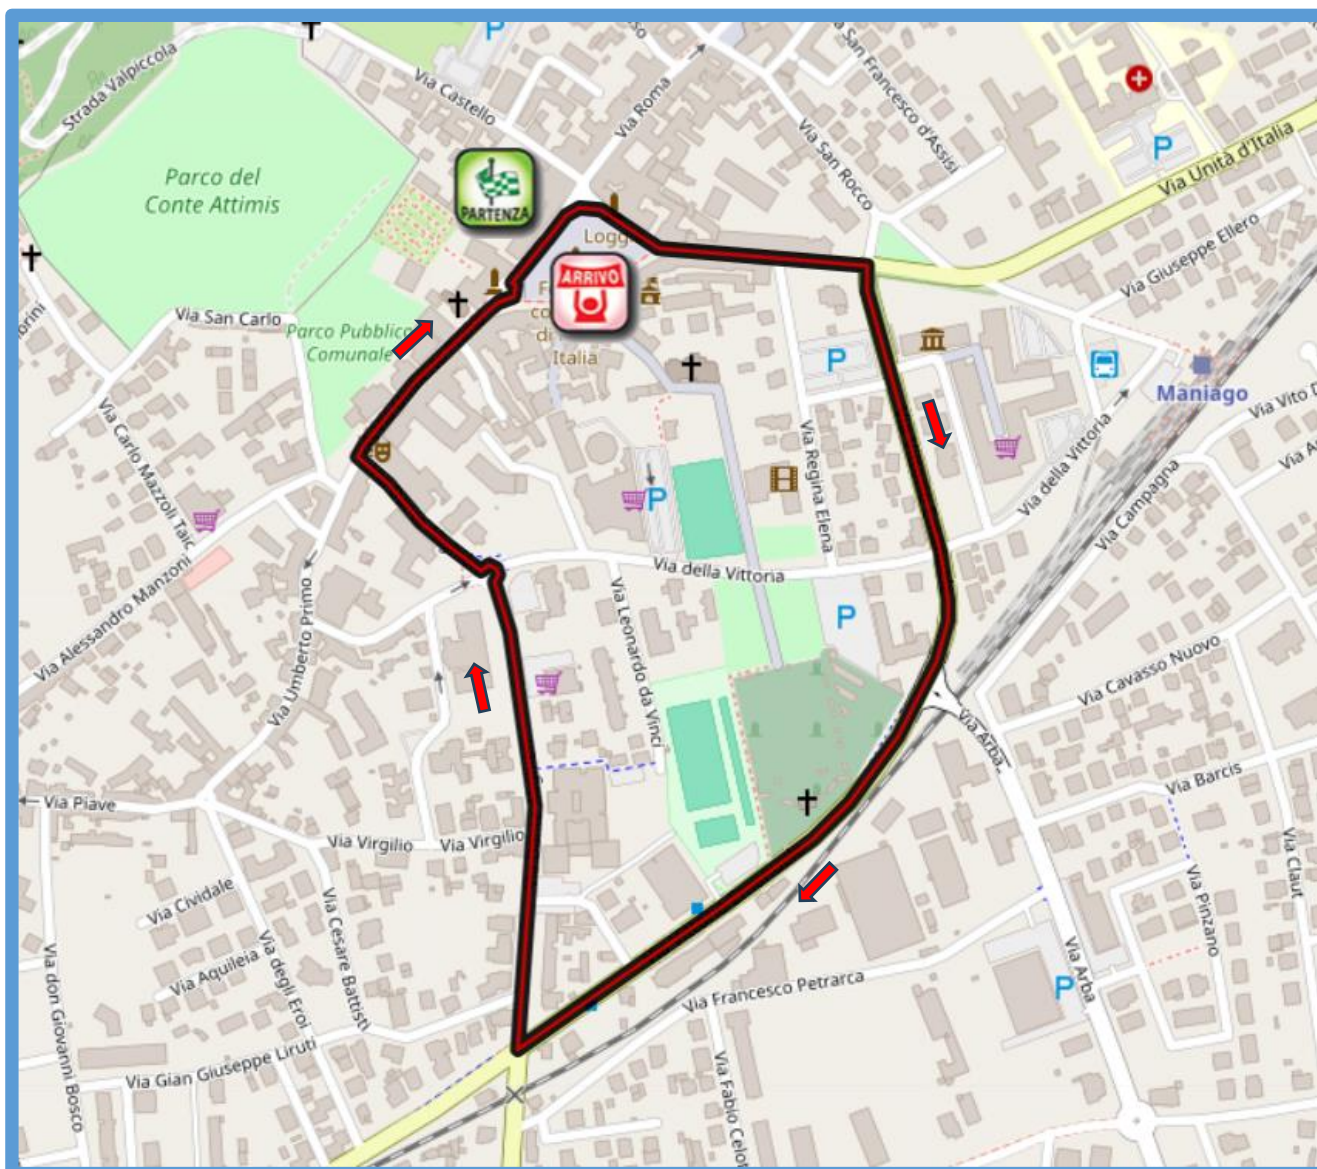 Strada Valpiccola
Via Castello
Via Roma
Via San Francesco d'Assisi
Via San Rocco
Via Unità d'Italia
Parco del
Conte Attimis
PARTENZA
Via Giuseppe Ellero
ARRIVO
Via San Carlo
Parco Pubblico
Comunale
di
Italia
Maniago
Via Vito D
Via Carlo Mazzoli Taic
Via Regina Elena
Via della Vittoria
Via Campagna
Via della Vittoria
Via Alessandro Manzoni
Via Umberto Primo
Via Leonardo da Vinci
Via Cavasso Nuovo
Via Arba
Via Barcis
Via Piave
Via Virgilio
Via Virgilio
Via Claut
Via Cividale
Via Pinzano
Via Cesare Battisti
Via degli Eroi
Via Aquileia
Via don Giovanni Bosco
Via Francesco Petrarca
Via Arba
Via Gian Giuseppe Liruti
Via Fabio Celot
P
P
P
P
P
P